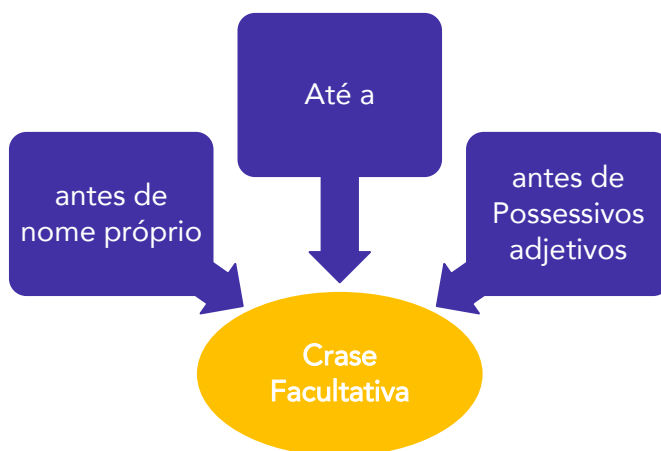 Até a
antes de
nome próprio
antes de
Possessivos
adjetivos
Crase
Facultativa